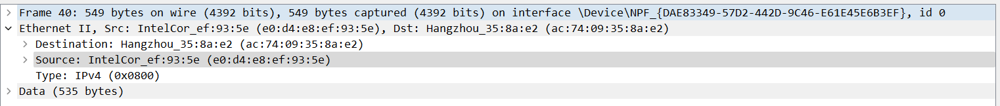 Frame 40: 549 bytes on wire (4392 bits), 549 bytes captured (4392 bits) on interface \Device\NPF_{DAE83349-57D2-442D-9C46-E61E45E6B3EF}, id 0
Ethernet II, Src: IntelCor_ef:93:5e (e0:d4:e8:ef:93:5e), Dst: Hangzhou_35:8a:e2 (ac:74:09:35:8a:e2)
Destination: Hangzhou_35:8a:e2 (ac:74:09:35:8a:e2)
Source: IntelCor_ef:93:5e (e0:d4:e8:ef:93:5e)
Type: IPv4 (0x0800)
Data (535 bytes)